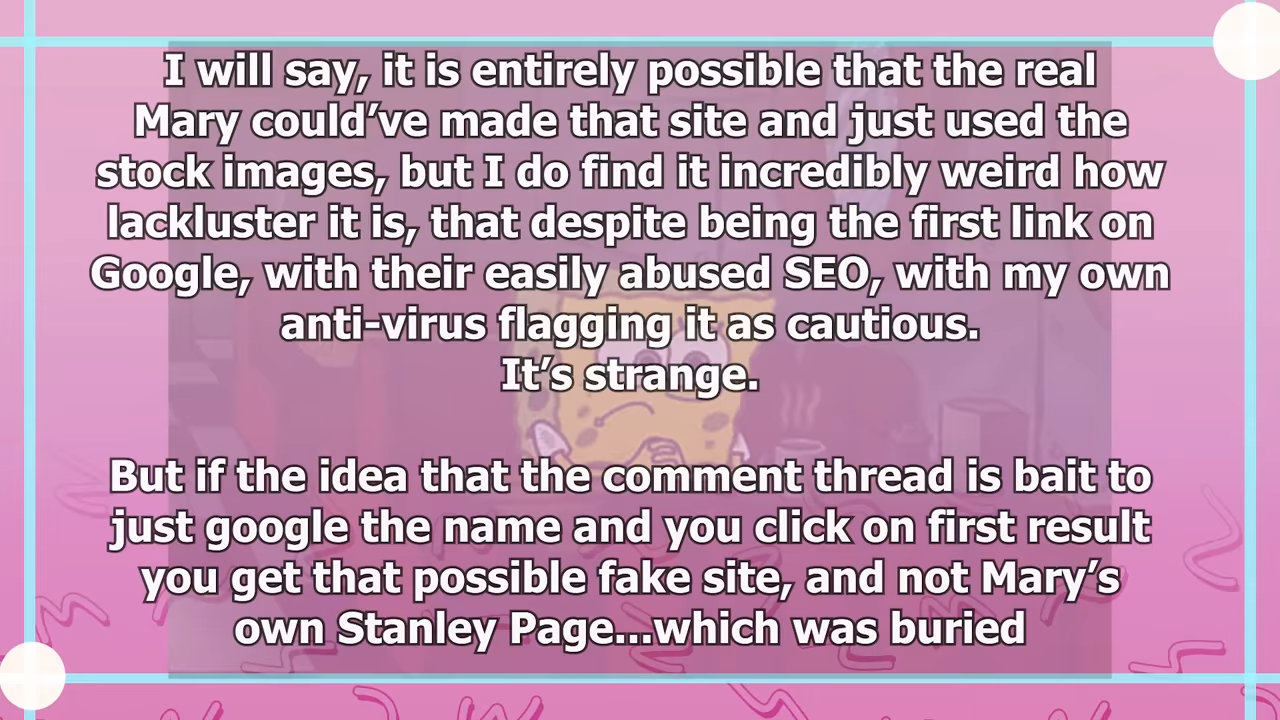 I will say, it is entirely possible that the real
Mary could’ve made that site and just used the
stock images, but I do find it incredibly weird how
lackluster it is, that despite being the first link on
Google, with their easily abused SEO, with my own
anti-virus flagging it as cautious.
It’s strange.
But if the idea that the comment thread is bait to
just google the name and you click on first result
you get that possible fake site, and not Mary’s
own Stanley Page...which was buried